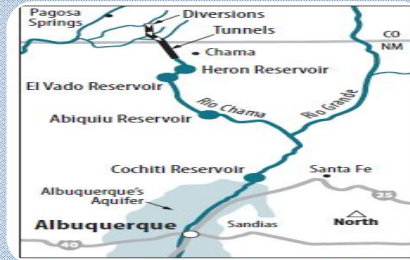 Pagosa
Springs
Diversions
Tunnels
CO
NM
Chama
Heron Reservoir
El Vado Reservoir
Abiquiu Reservoir
Rio Chama
Rio Grande
Cochiti Reservoir
Santa Fe
Albuquerque's
Aquifer
25
Albuquerque
Sandias
North
40